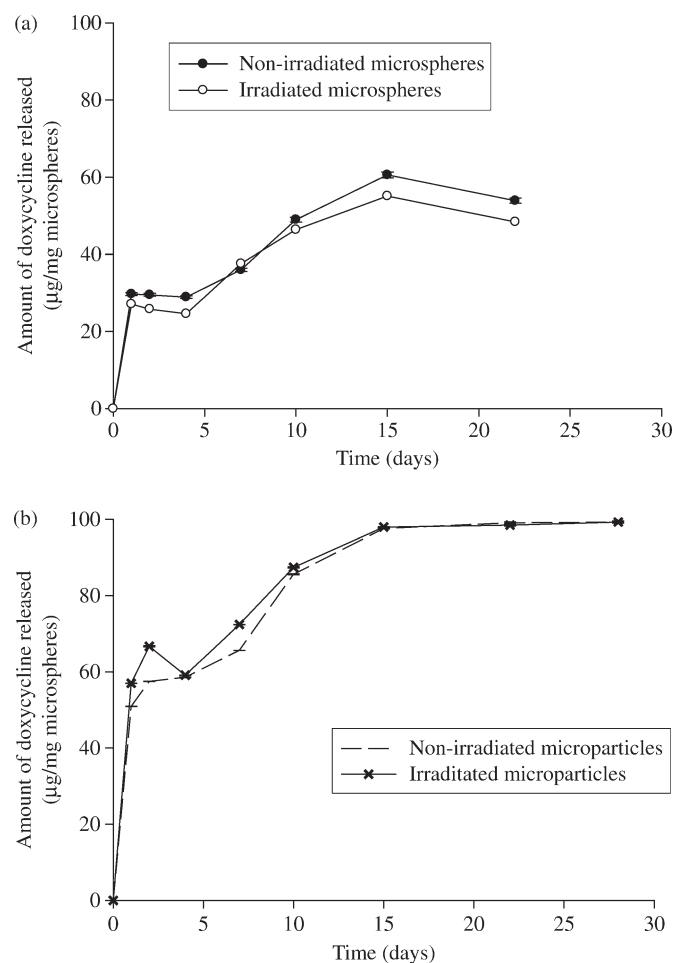 (a)
100
80
60
40
20
0
Amount of doxycycline released
(µg/mg microspheres)
Non-irradiated microspheres
Irradiated microspheres
0 5 10 15 20 25 30
Time (days)
(b)
100
80
60
40
20
0
Amount of doxycycline released
(µg/mg microspheres)
Non-irradiated microparticles
Irraditated microparticles
0 5 10 15 20 25 30
Time (days)